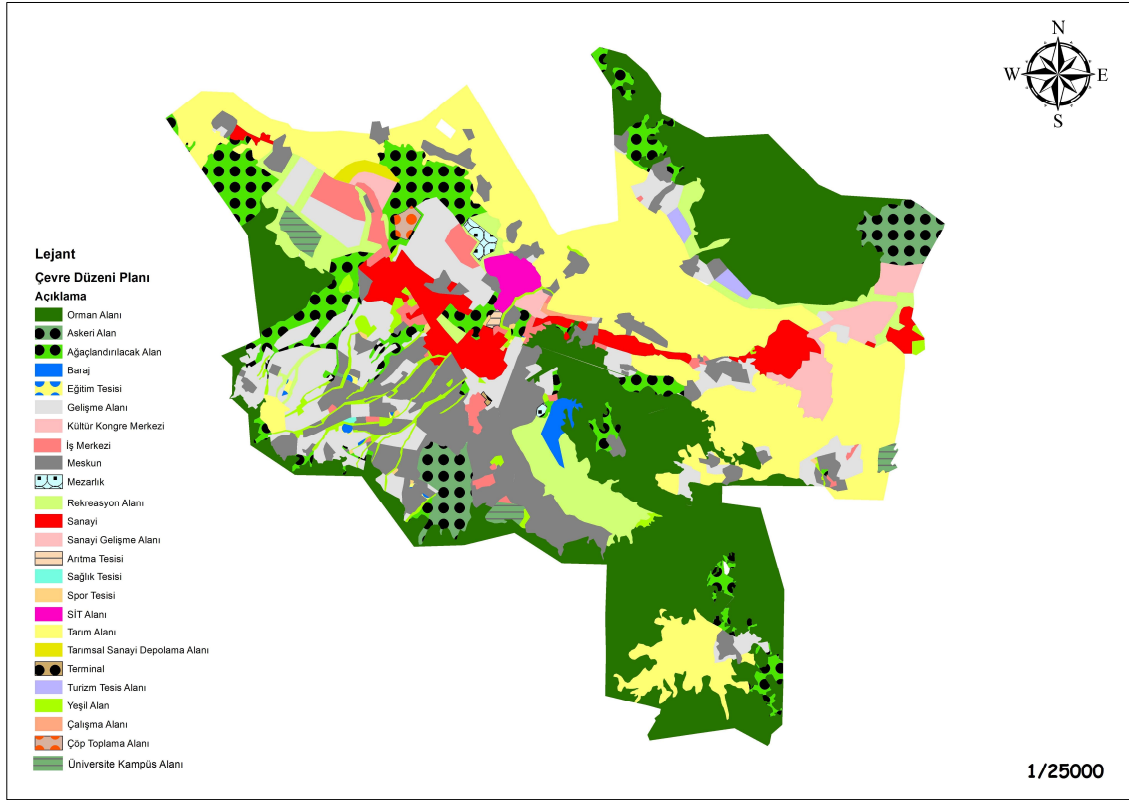 N
W E
S
Lejant
Çevre Düzeni Planı
Açıklama
Orman Alanı
Askeri Alan
Ağaçlandırılacak Alan
Baraj
Eğitim Tesisi
Gelişme Alanı
Kültür Kongre Merkezi
İş Merkezi
Meskun
Mezarlık
Rekreasyon Alanı
Sanayi
Sanayi Gelişme Alanı
Arıtma Tesisi
Sağlık Tesisi
Spor Tesisi
SİT Alanı
Tarım Alanı
Tarımsal Sanayi Depolama Alanı
Terminal
Turizm Tesis Alanı
Yeşil Alan
Çalışma Alanı
Çöp Toplama Alanı
Üniversite Kampüs Alanı
1/25000